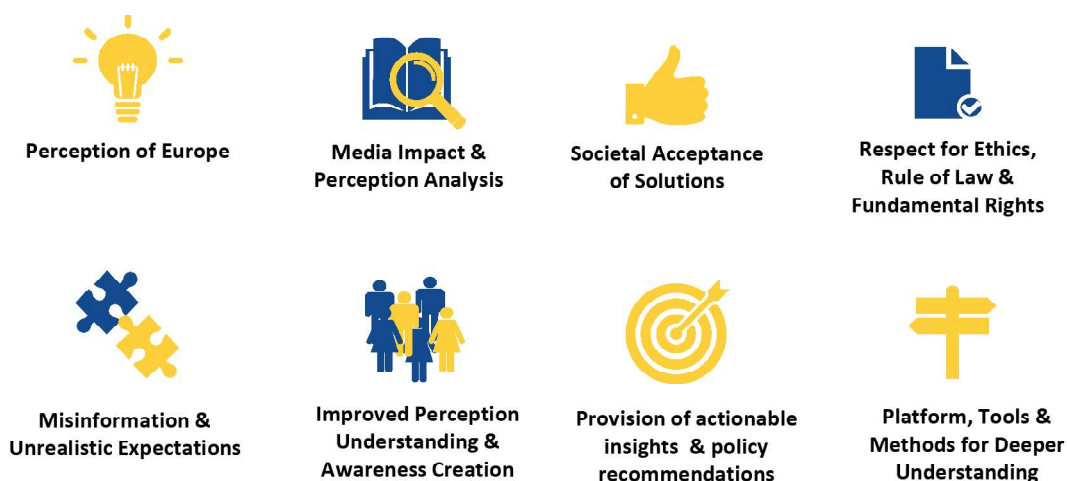 Perception of Europe
Media Impact &
Perception Analysis
Societal Acceptance
of Solutions
Respect for Ethics,
Rule of Law &
Fundamental Rights
Misinformation &
Unrealistic Expectations
Improved Perception
Understanding &
Awareness Creation
Provision of actionable
insights & policy
recommendations
Platform, Tools &
Methods for Deeper
Understanding